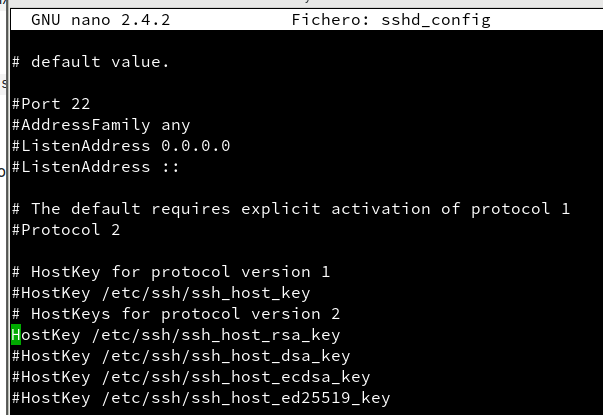 GNU nano 2.4.2 Fichero: sshd_config
# default value.
#Port 22
#AddressFamily any
#ListenAddress 0.0.0.0
#ListenAddress ::
# The default requires explicit activation of protocol 1
#Protocol 2
# HostKey for protocol version 1
#HostKey /etc/ssh/ssh_host_key
# HostKeys for protocol version 2
HostKey /etc/ssh/ssh_host_rsa_key
#HostKey /etc/ssh/ssh_host_dsa_key
#HostKey /etc/ssh/ssh_host_ecdsa_key
#HostKey /etc/ssh/ssh_host_ed25519_key